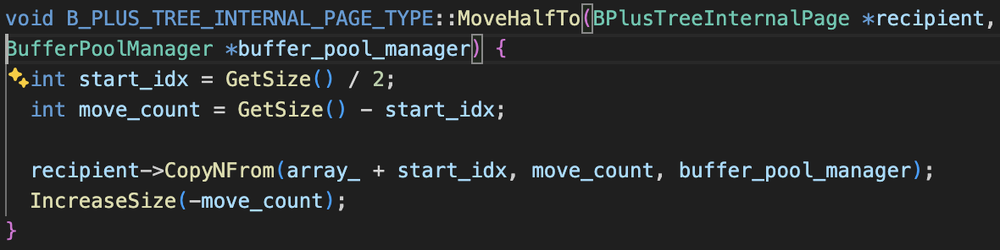 void B_PLUS_TREE_INTERNAL_PAGE_TYPE::MoveHalfTo(BPlusTreeInternalPage *recipient,
BufferPoolManager *buffer_pool_manager) {
int start_idx = GetSize() / 2;
int move_count = GetSize() - start_idx;
recipient->CopyNFrom(array_ + start_idx, move_count, buffer_pool_manager);
IncreaseSize(-move_count);
}